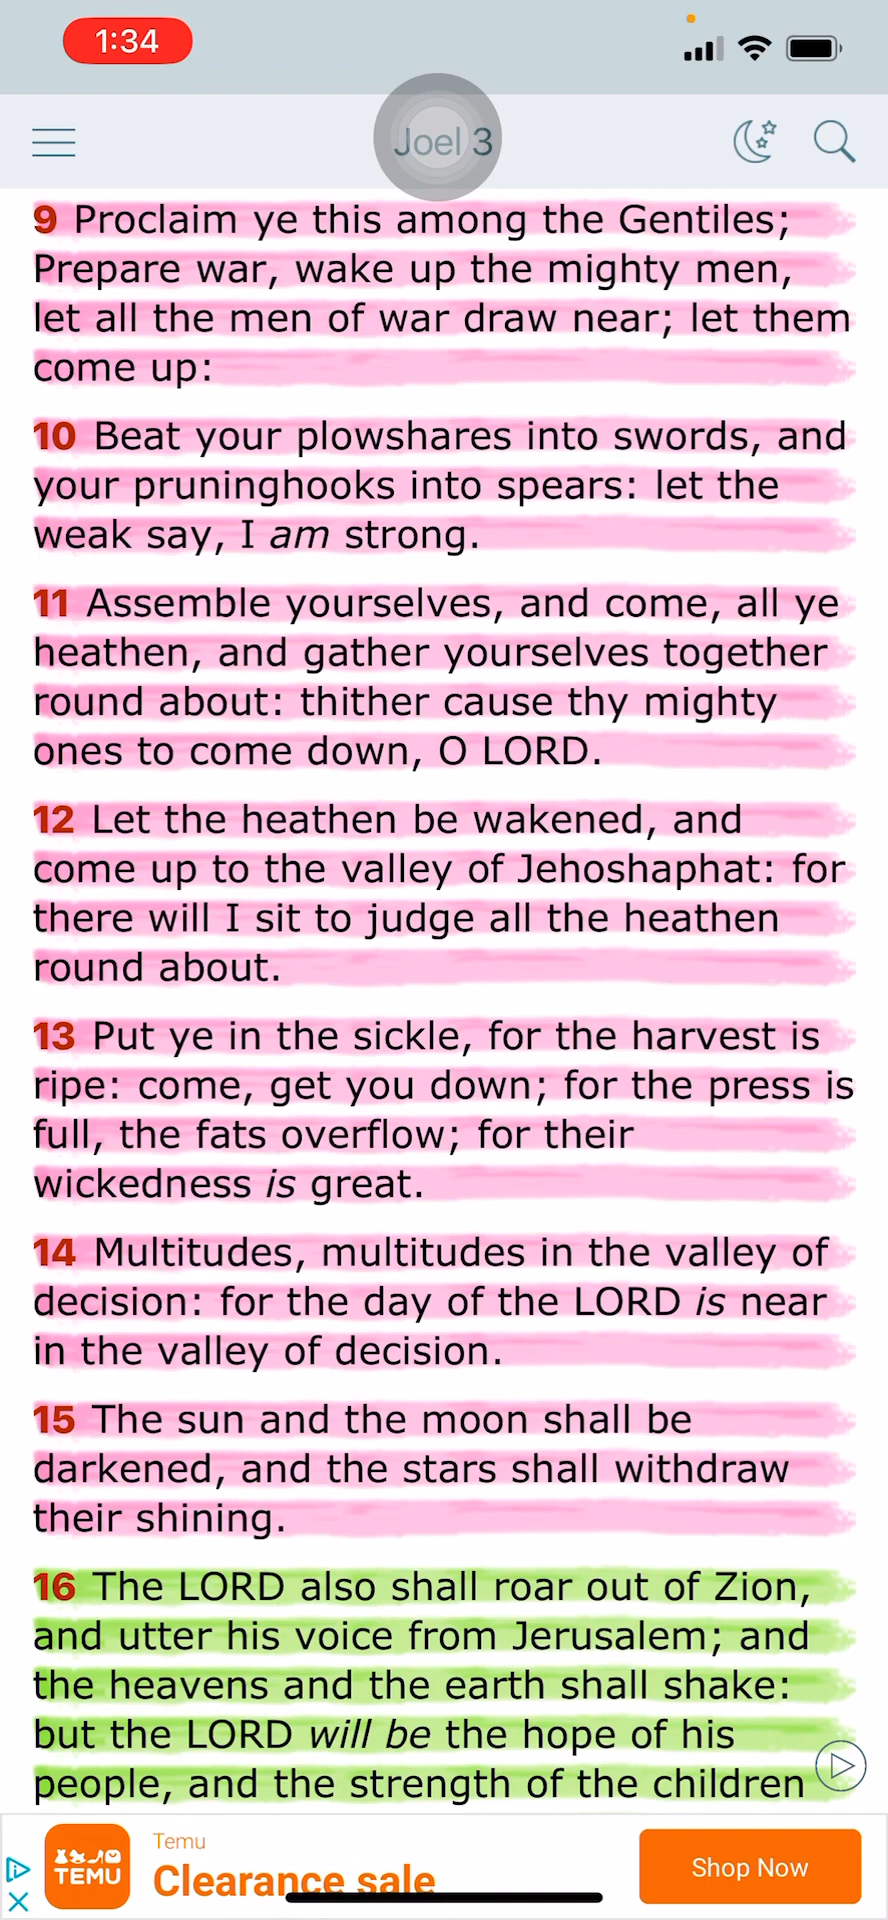 1:34
Joel 3
9 Proclaim ye this among the Gentiles;
Prepare war, wake up the mighty men,
let all the men of war draw near; let them
come up:
10 Beat your plowshares into swords, and
your pruninghooks into spears: let the
weak say, I am strong.
11 Assemble yourselves, and come, all ye
heathen, and gather yourselves together
round about: thither cause thy mighty
ones to come down, O LORD.
12 Let the heathen be wakened, and
come up to the valley of Jehoshaphat: for
there will I sit to judge all the heathen
round about.
13 Put ye in the sickle, for the harvest is
ripe: come, get you down; for the press is
full, the fats overflow; for their
wickedness is great.
14 Multitudes, multitudes in the valley of
decision: for the day of the LORD is near
in the valley of decision.
15 The sun and the moon shall be
darkened, and the stars shall withdraw
their shining.
16 The LORD also shall roar out of Zion,
and utter his voice from Jerusalem; and
the heavens and the earth shall shake:
but the LORD will be the hope of his
people, and the strength of the children
TEMU
Temu
Clearance sale
Shop Now